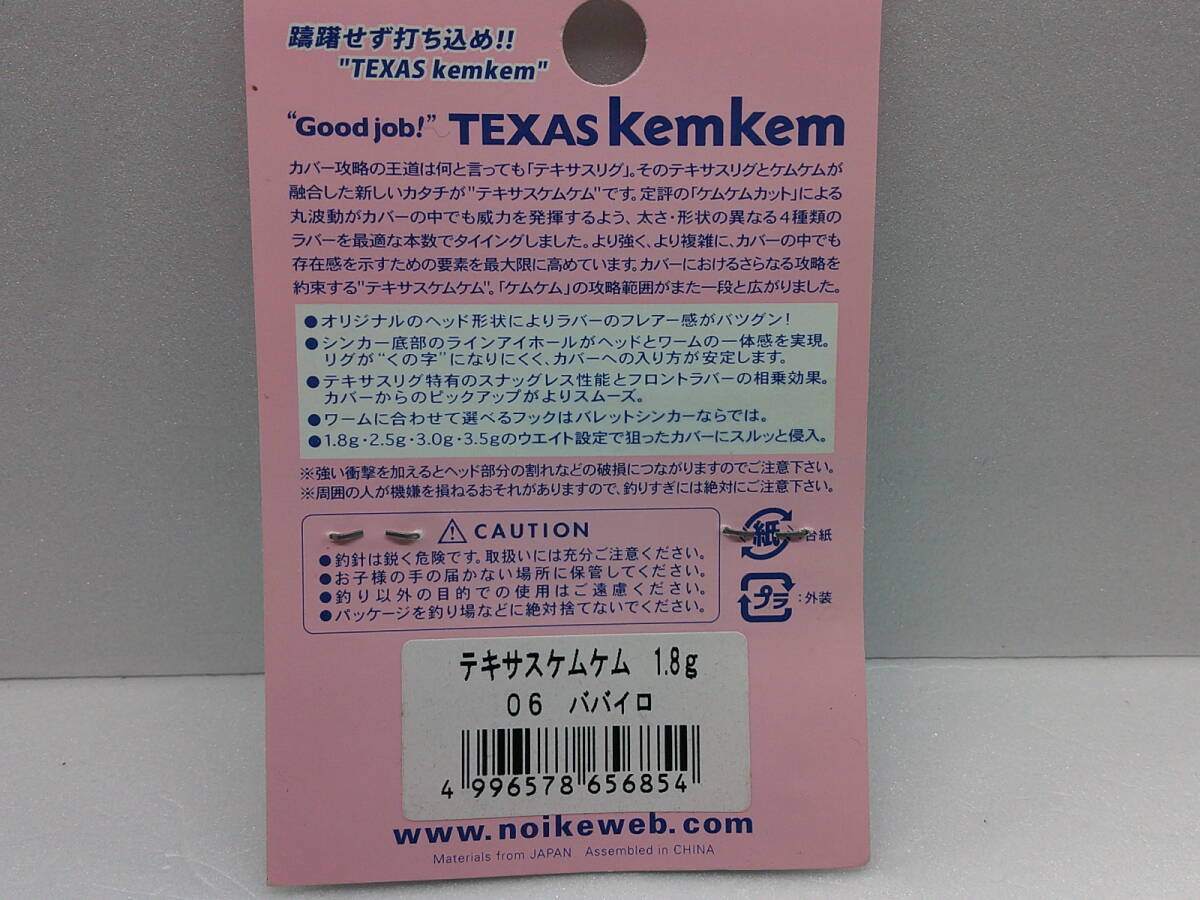 躊躇せず打ち込め!!
"TEXAS kemkem"
"Good job!" TEXAS kemkem
カバー攻略の王道は何と言っても「テキサスリグ」。そのテキサスリグとケムケムが
融合した新しいカタチが"テキサスケムケム"です。定評の「ケムケムカット」による
丸波動がカバーの中でも威力を発揮するよう、太さ・形状の異なる4種類の
ラバーを最適な本数でタイイングしました。より強く、より複雑に、カバーの中でも
存在感を示すための要素を最大限に高めています。カバーにおけるさらなる攻略を
約束する"テキサスケムケム"。「ケムケム」の攻略範囲がまた一段と広がりました。
●オリジナルのヘッド形状によりラバーのフレアー感がバツグン!
●シンカー底部のラインアイホールがヘッドとワームの一体感を実現。
リグが"くの字"になりにくく、カバーへの入り方が安定します。
●テキサスリグ特有のスナッグレス性能とフロントラバーの相乗効果。
カバーからのピックアップがよりスムーズ。
●ワームに合わせて選べるフックはバレットシンカーならでは。
●1.8g・2.5g・3.0g・3.5gのウエイト設定で狙ったカバーにスルッと侵入。
※強い衝撃を加えるとヘッド部分の割れなどの破損につながりますのでご注意下さい。
※周囲の人が機嫌を損ねるおそれがありますので、釣りすぎには絶対にご注意下さい。
⚠ CAUTION
●釣針は鋭く危険です。取扱いには充分ご注意ください。
●お子様の手の届かない場所に保管してください。
●釣り以外の目的での使用はご遠慮ください。
●パッケージを釣り場などに絶対捨てないでください。
紙:台紙
プラ:外装
テキサスケムケム 1.8g
06 ババイロ
4 996578 656854
www.noikeweb.com
Materials from JAPAN Assembled in CHINA